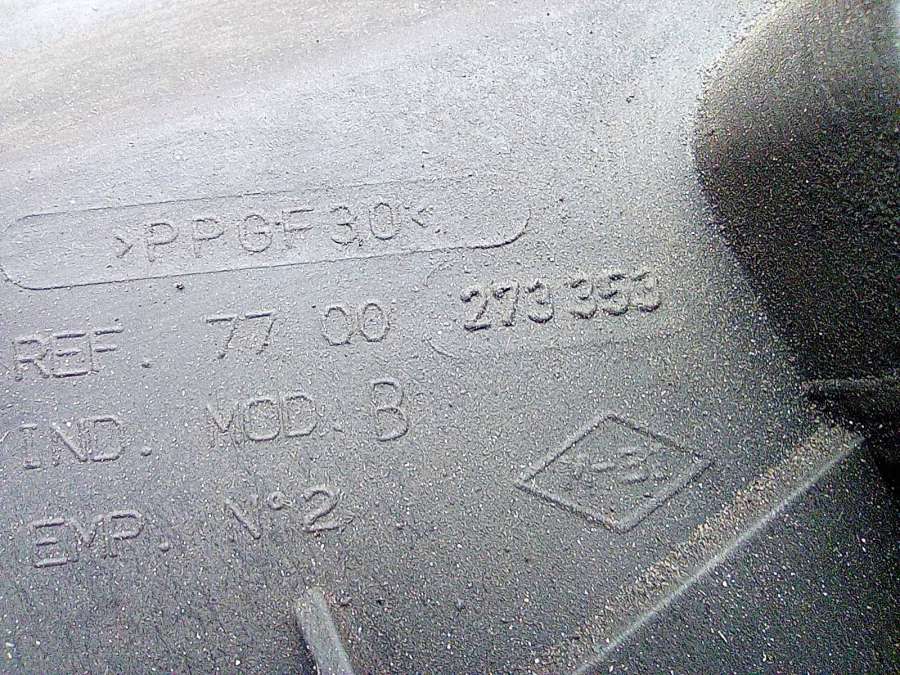 >PPGF30<
REF. 77 00 273 353
IND. MOD. B
EMP. N°2